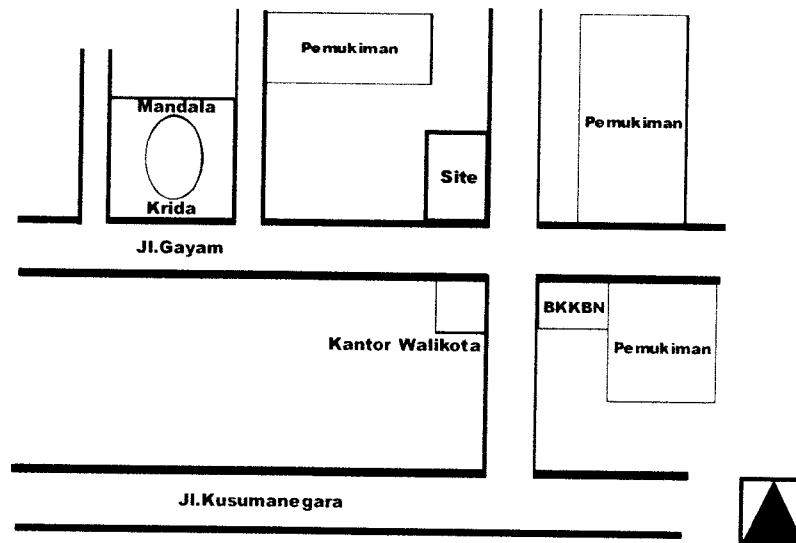 Pemukiman
Mandala
Pemukiman
Site
Krida
Jl.Gayam
BKKBN
Kantor Walikota
Pemukiman
Jl.Kusumanegara